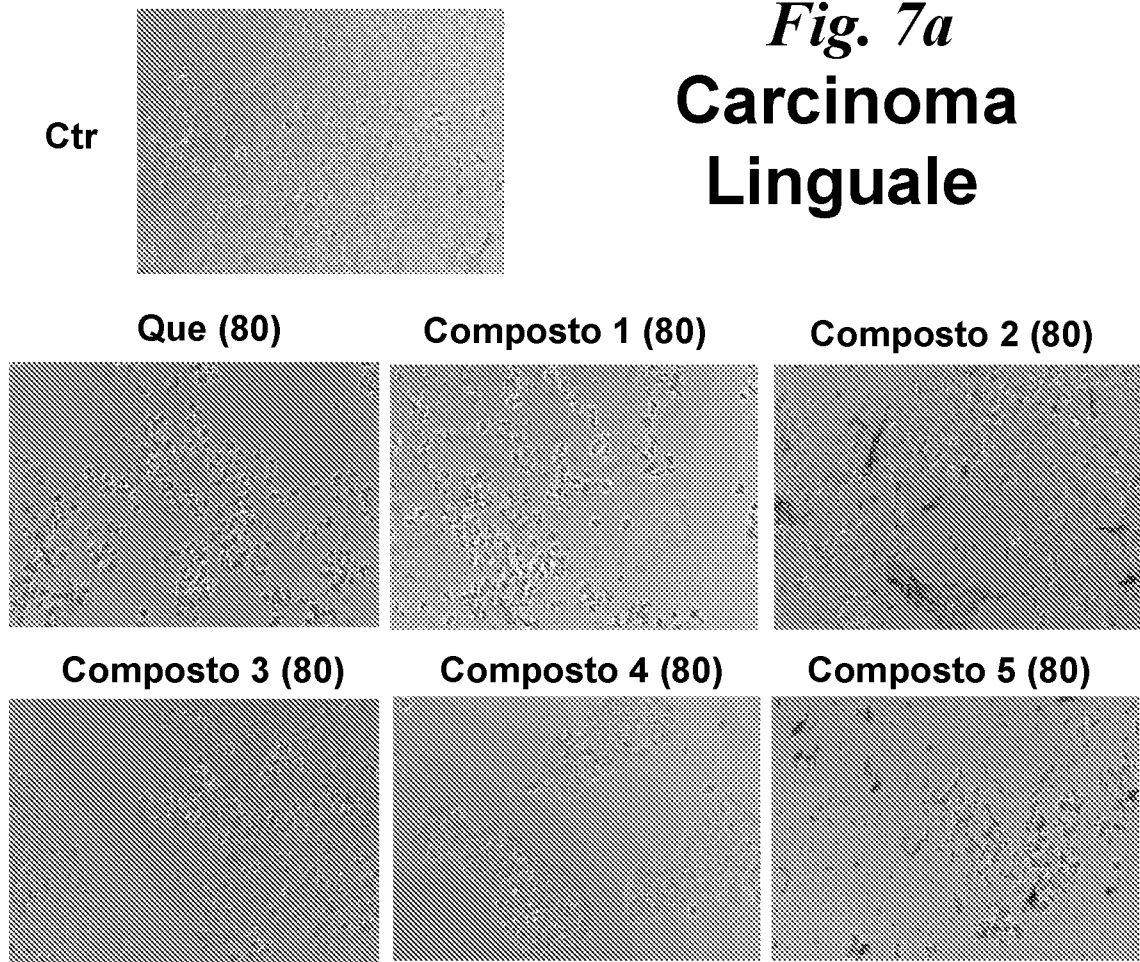 Fig. 7a
Carcinoma
Linguale
Ctr
Que (80)
Composto 1 (80)
Composto 2 (80)
Composto 3 (80)
Composto 4 (80)
Composto 5 (80)